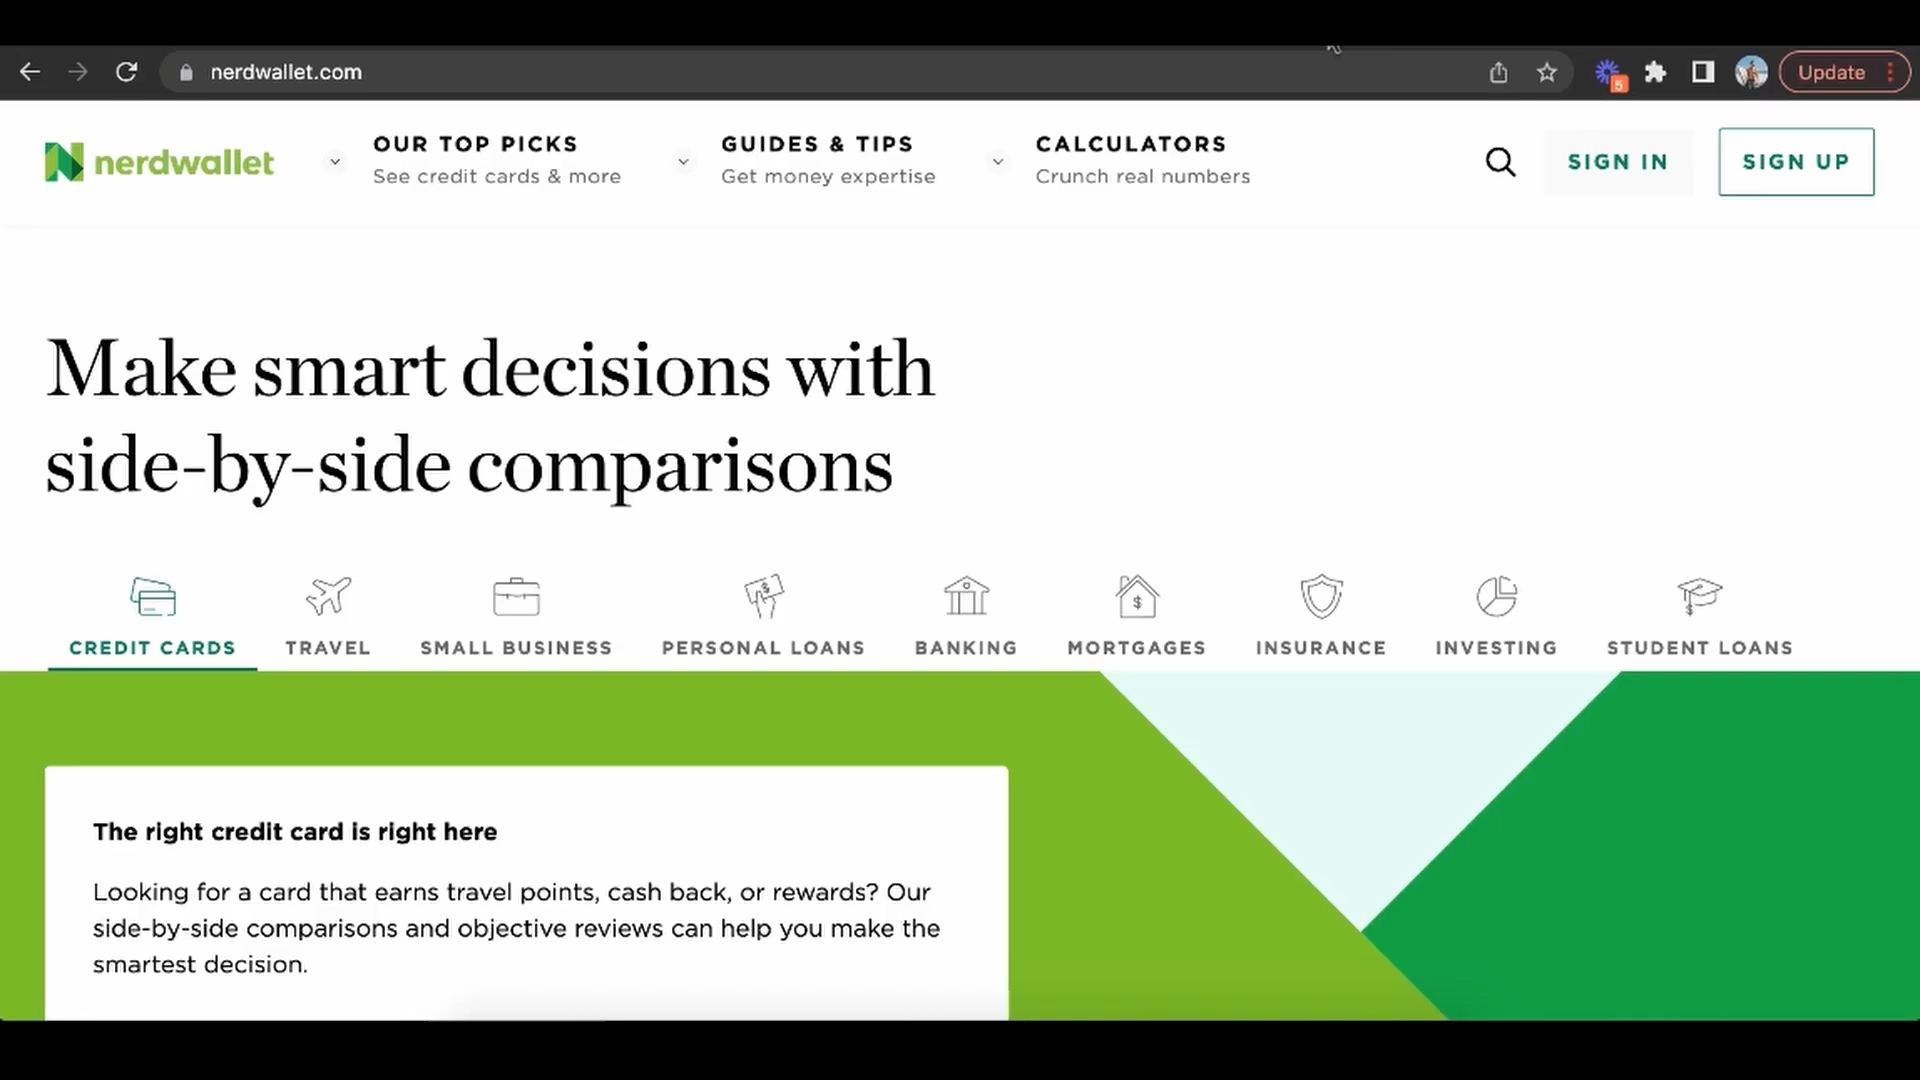 nerdwallet.com
5
Update
nerdwallet
OUR TOP PICKS
See credit cards & more
GUIDES & TIPS
Get money expertise
CALCULATORS
Crunch real numbers
SIGN IN
SIGN UP
Make smart decisions with
side-by-side comparisons
CREDIT CARDS
TRAVEL
SMALL BUSINESS
PERSONAL LOANS
BANKING
MORTGAGES
INSURANCE
INVESTING
STUDENT LOANS
The right credit card is right here
Looking for a card that earns travel points, cash back, or rewards? Our
side-by-side comparisons and objective reviews can help you make the
smartest decision.